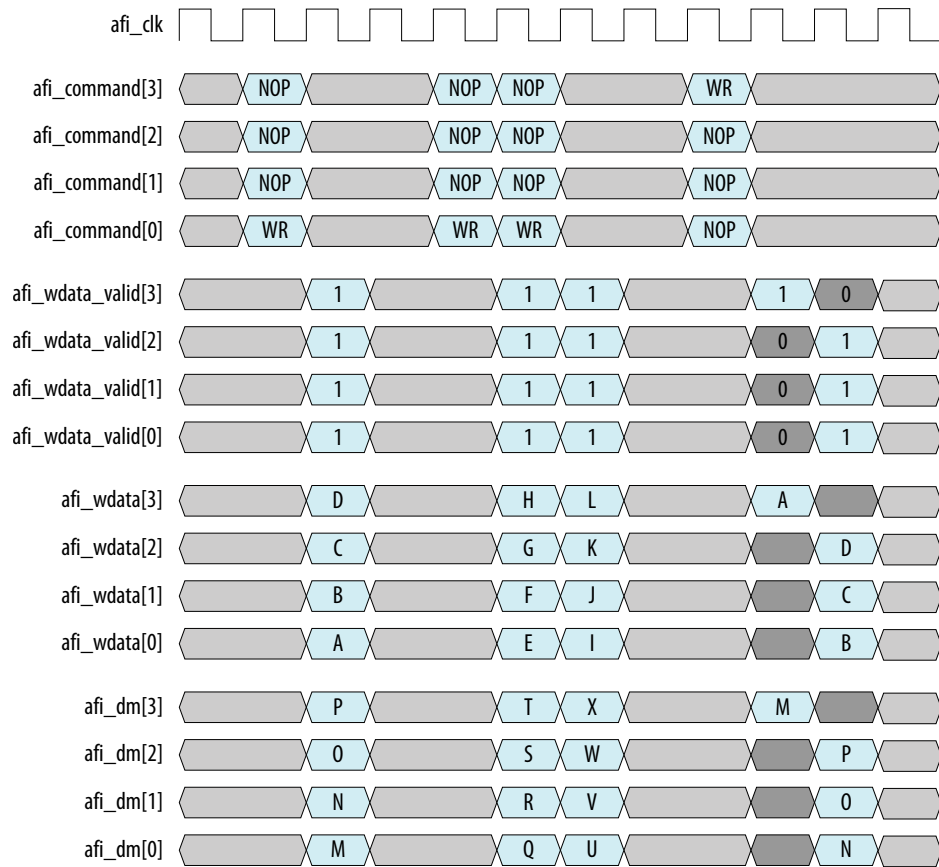 afi_clk
afi_command[3] NOP NOP NOP WR
afi_command[2] NOP NOP NOP NOP
afi_command[1] NOP NOP NOP NOP
afi_command[0] WR WR WR NOP
afi_wdata_valid[3] 1 1 1 1 0
afi_wdata_valid[2] 1 1 1 0 1
afi_wdata_valid[1] 1 1 1 0 1
afi_wdata_valid[0] 1 1 1 0 1
afi_wdata[3] D H L A
afi_wdata[2] C G K D
afi_wdata[1] B F J C
afi_wdata[0] A E I B
afi_dm[3] P T X M
afi_dm[2] O S W P
afi_dm[1] N R V O
afi_dm[0] M Q U N